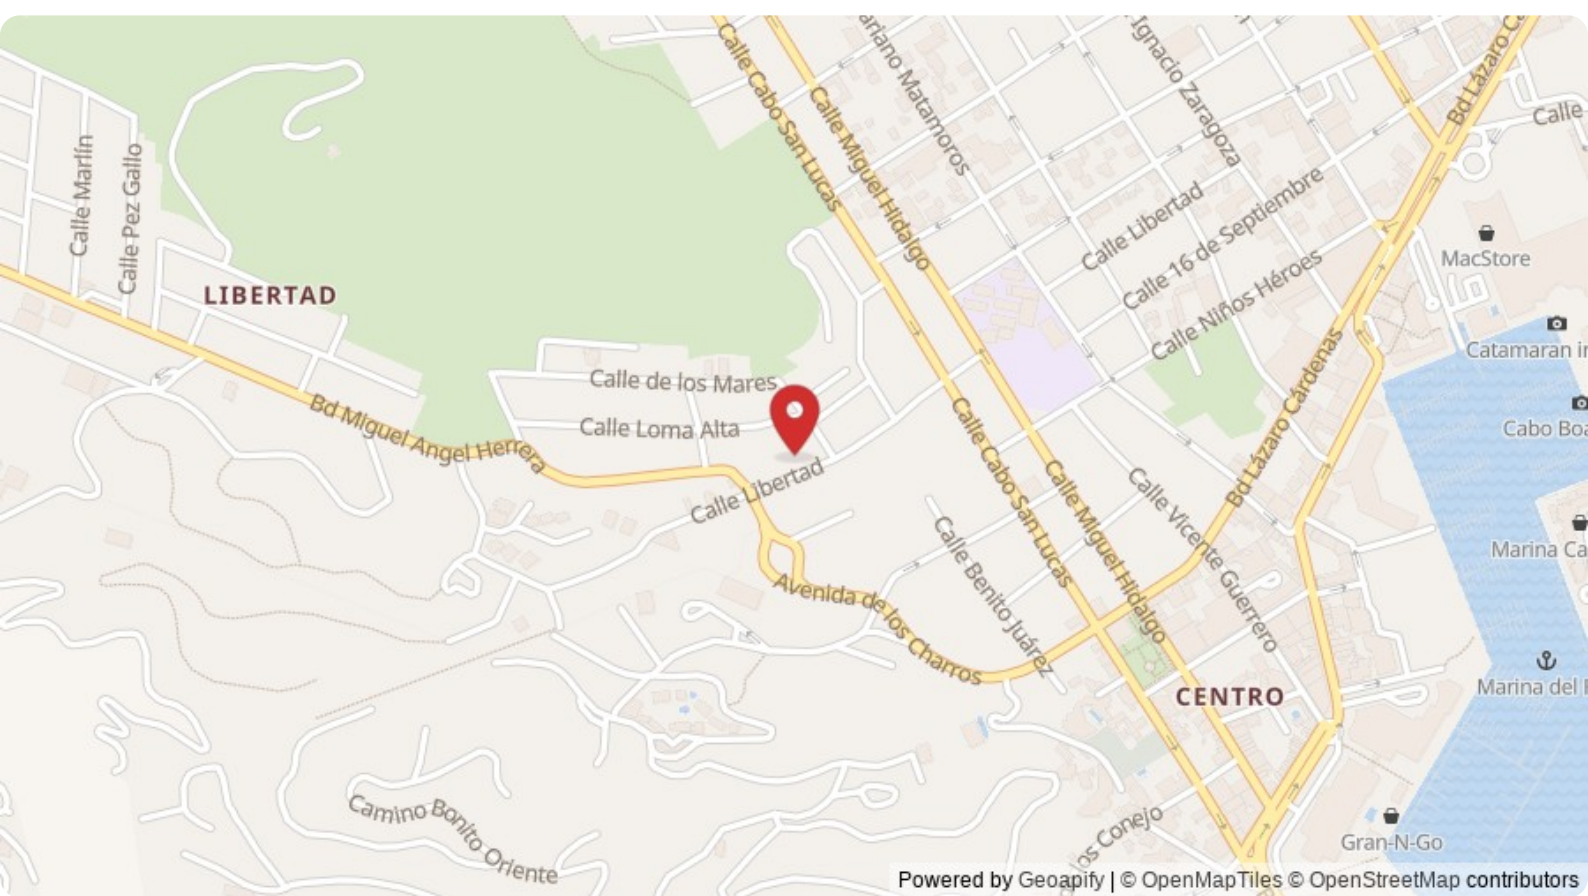 Calle Cabo San Lucas
Calle Miguel Hidalgo
Matamoros
Ignacio Zaragoza
Bd Lázaro
Calle
Calle Marlín
Calle Pez Gallo
Calle Libertad
Calle 16 de Septiembre
Calle Niños Héroes
MacStore
LIBERTAD
Catamaran
Calle de los Mares
Calle Loma Alta
Bd Miguel Angel Herrera
Calle Libertad
Bd Lázaro Cárdenas
Cabo
Calle Cabo San Lucas
Calle Miguel Hidalgo
Calle Vicente Guerrero
Marina
Calle Benito Juárez
Avenida de los Charros
Marina del
CENTRO
Camino Bonito Oriente
los Conejo
Gran-N-Go
Powered by Geoapify | © OpenMapTiles © OpenStreetMap contributors